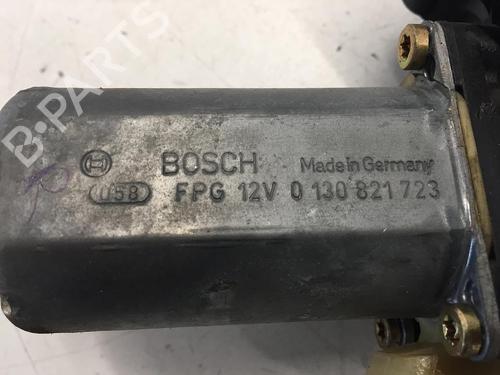 B-PARTS
BOSCH Made in Germany
058 FPG 12V 0 130 821 723